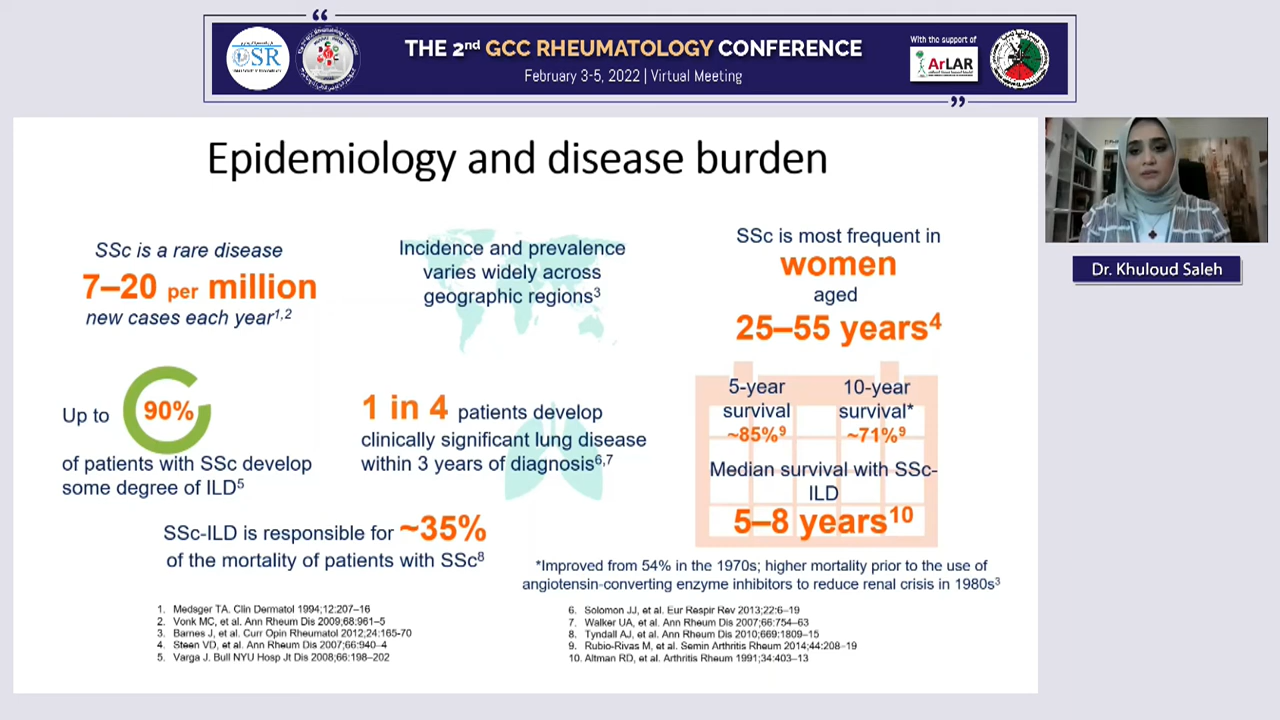 “
THE 2nd GCC RHEUMATOLOGY CONFERENCE
February 3-5, 2022 | Virtual Meeting
”
OSR
With the support of
ArLAR
Dr. Khuloud Saleh
Epidemiology and disease burden
SSc is a rare disease
7–20 per million
new cases each year1,2
Incidence and prevalence
varies widely across
geographic regions3
SSc is most frequent in
women
aged
25–55 years4
Up to
90%
of patients with SSc develop
some degree of ILD5
1 in 4 patients develop
clinically significant lung disease
within 3 years of diagnosis6,7
5-year
survival
~85%9
10-year
survival*
~71%9
Median survival with SSc-
ILD
5–8 years10
SSc-ILD is responsible for ~35%
of the mortality of patients with SSc8
*Improved from 54% in the 1970s; higher mortality prior to the use of
angiotensin-converting enzyme inhibitors to reduce renal crisis in 1980s3
1. Medsger TA. Clin Dermatol 1994;12:207–16
2. Vonk MC, et al. Ann Rheum Dis 2009;68:961–5
3. Barnes J, et al. Curr Opin Rheumatol 2012;24:165-70
4. Steen VD, et al. Ann Rheum Dis 2007;66:940–4
5. Varga J. Bull NYU Hosp Jt Dis 2008;66:198–202
6. Solomon JJ, et al. Eur Respir Rev 2013;22:6–19
7. Walker UA, et al. Ann Rheum Dis 2007;66:754–63
8. Tyndall AJ, et al. Ann Rheum Dis 2010;669:1809–15
9. Rubio-Rivas M, et al. Semin Arthritis Rheum 2014;44:208–19
10. Altman RD, et al. Arthritis Rheum 1991;34:403–13